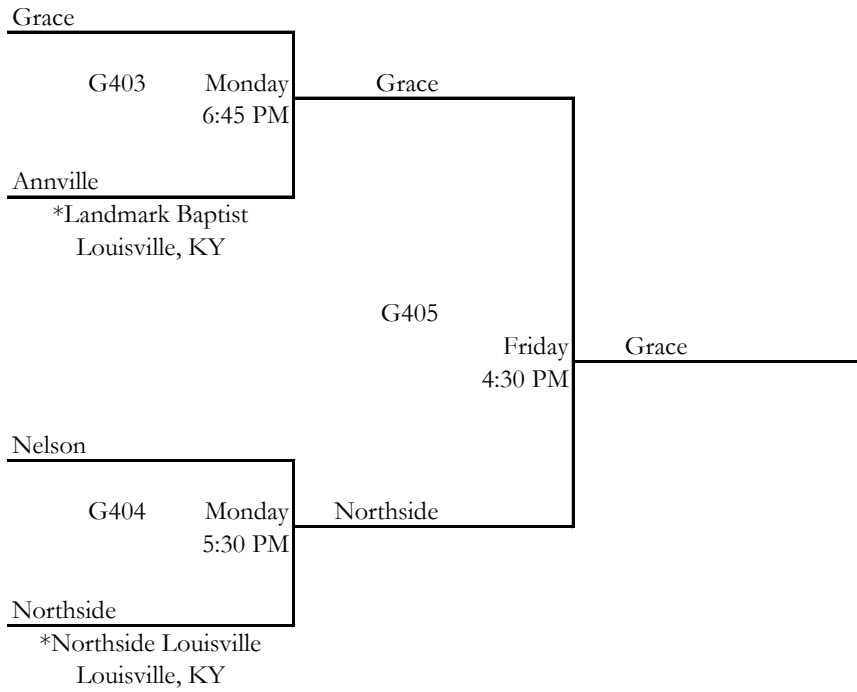 Grace
G403 Monday Grace
6:45 PM
Annville
*Landmark Baptist
Louisville, KY
G405
Friday Grace
4:30 PM
Nelson
G404 Monday Northside
5:30 PM
Northside
*Northside Louisville
Louisville, KY